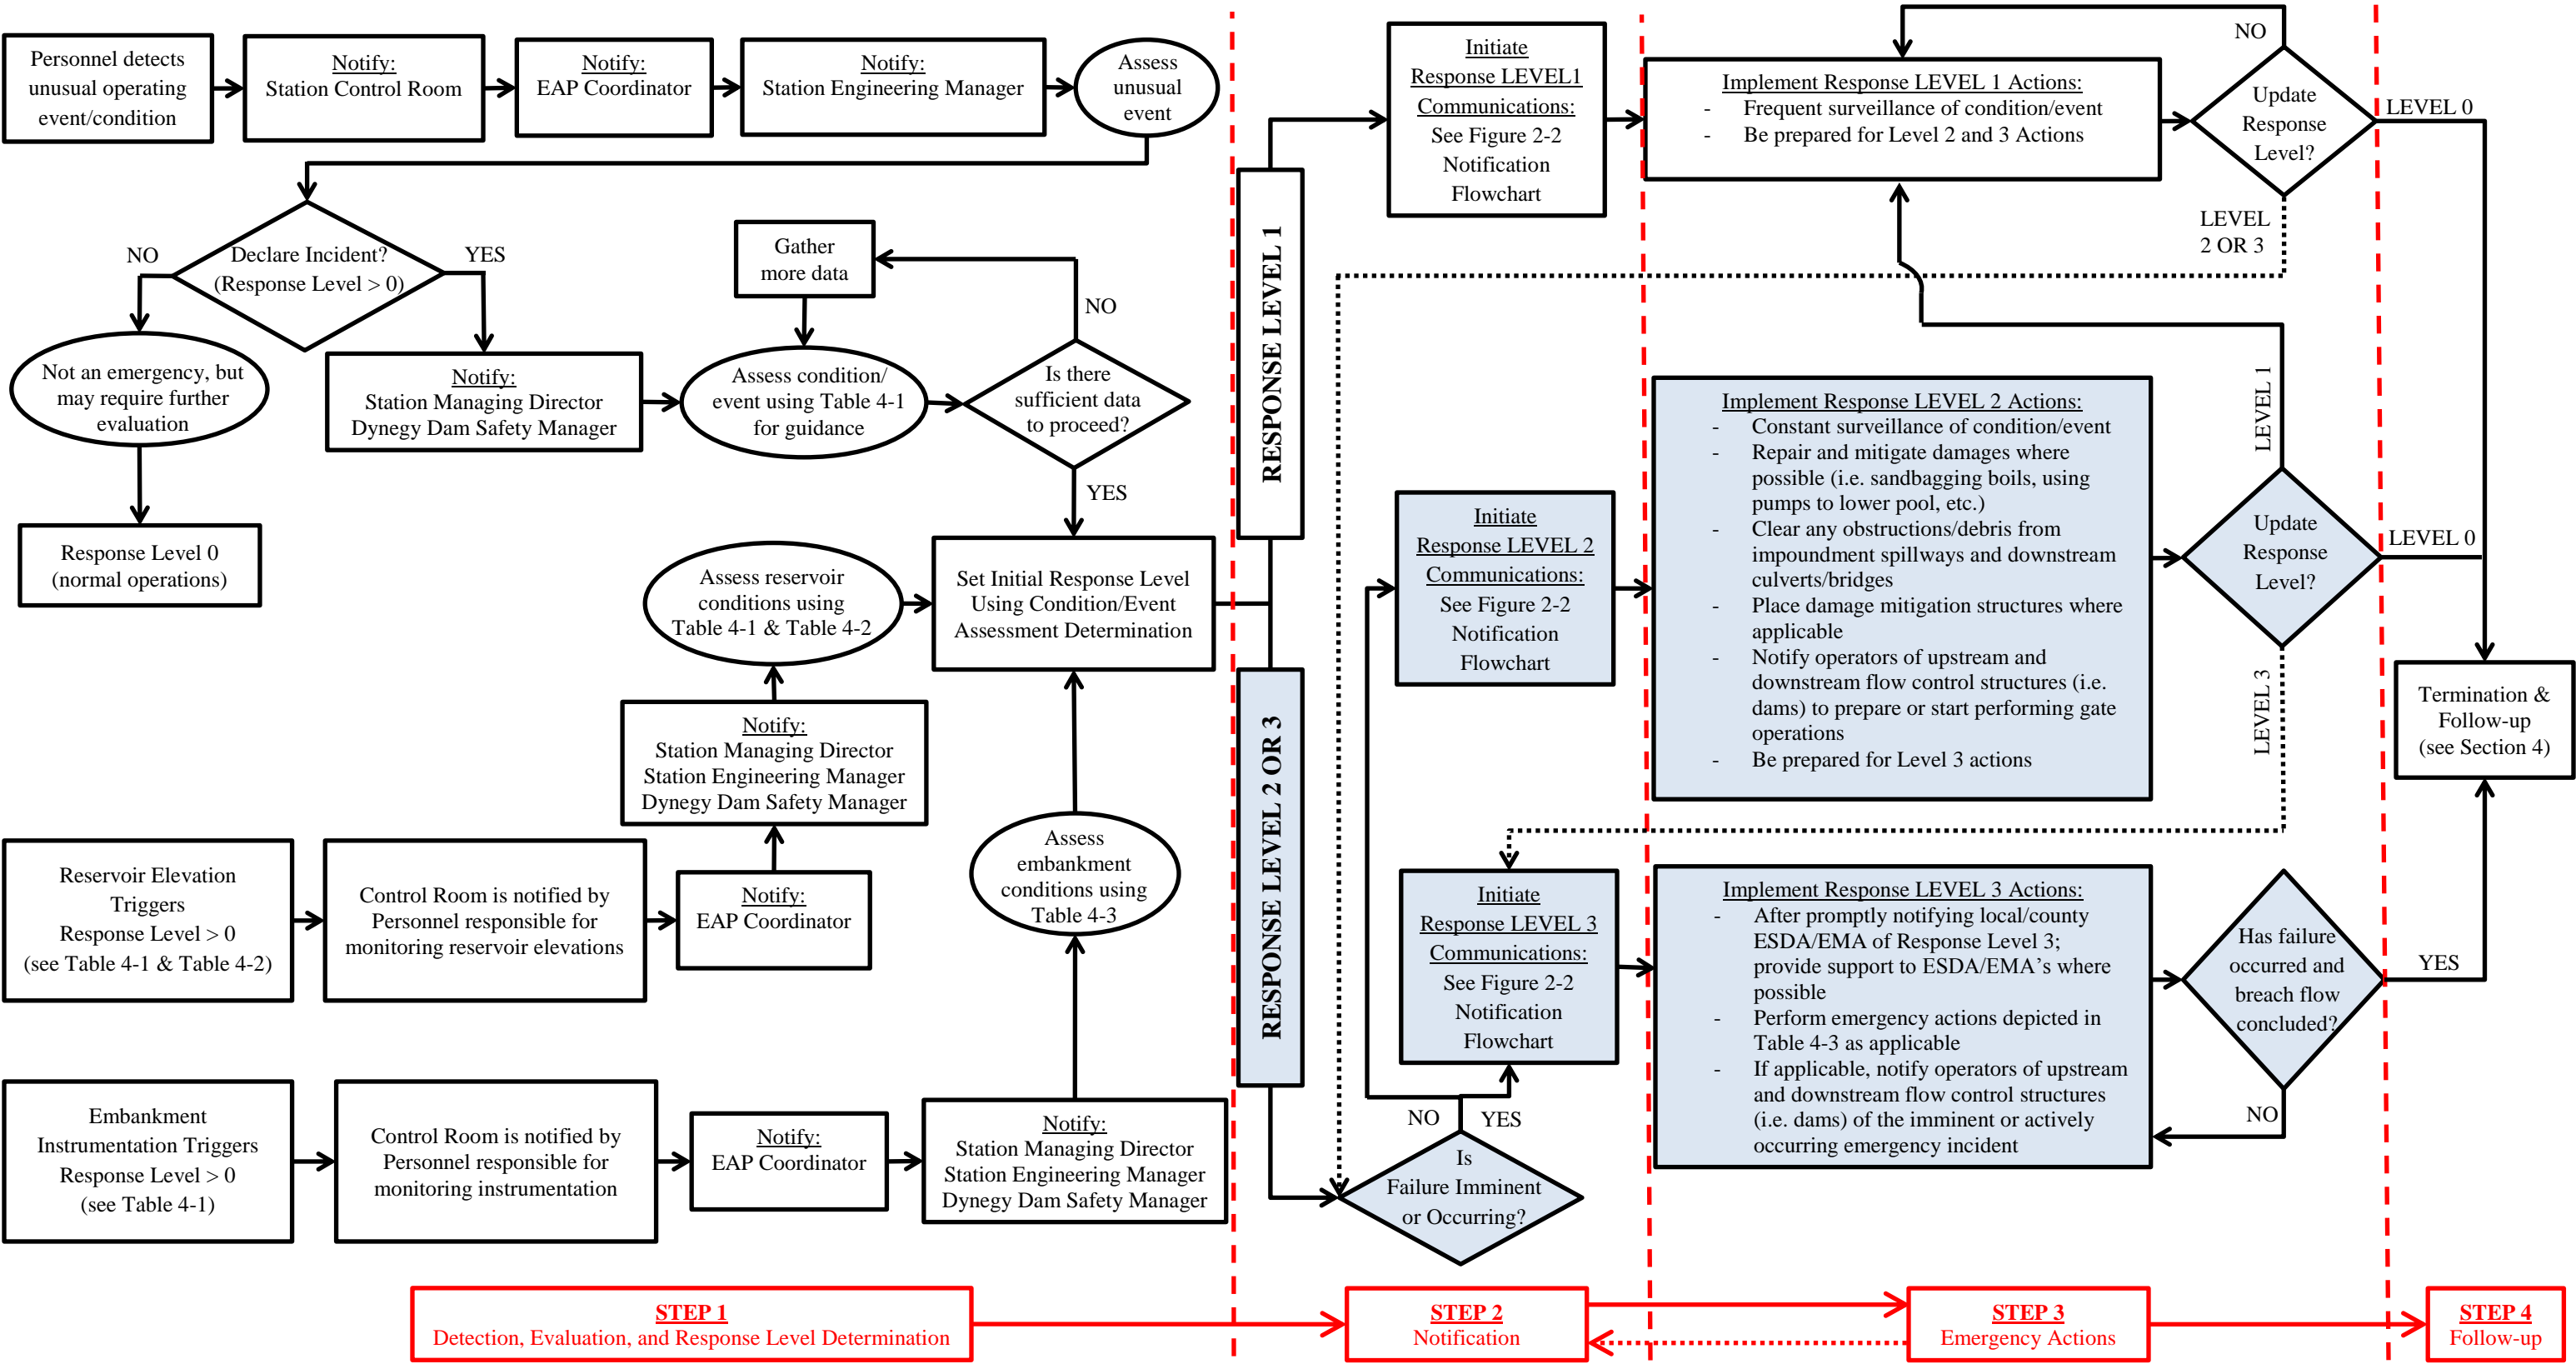 Personnel detects
unusual operating
event/condition
Notify:
Station Control Room
Notify:
EAP Coordinator
Notify:
Station Engineering Manager
Assess
unusual
event
NO
Declare Incident?
(Response Level > 0)
YES
Not an emergency, but
may require further
evaluation
Response Level 0
(normal operations)
Notify:
Station Managing Director
Dynegy Dam Safety Manager
Gather
more data
Assess condition/
event using Table 4-1
for guidance
NO
Is there
sufficient data
to proceed?
YES
Assess reservoir
conditions using
Table 4-1 & Table 4-2
Set Initial Response Level
Using Condition/Event
Assessment Determination
Notify:
Station Managing Director
Station Engineering Manager
Dynegy Dam Safety Manager
Reservoir Elevation
Triggers
Response Level > 0
(see Table 4-1 & Table 4-2)
Control Room is notified by
Personnel responsible for
monitoring reservoir elevations
Notify:
EAP Coordinator
Assess
embankment
conditions using
Table 4-3
Embankment
Instrumentation Triggers
Response Level > 0
(see Table 4-1)
Control Room is notified by
Personnel responsible for
monitoring instrumentation
Notify:
EAP Coordinator
Notify:
Station Managing Director
Station Engineering Manager
Dynegy Dam Safety Manager
RESPONSE LEVEL 1
RESPONSE LEVEL 2 OR 3
Initiate
Response LEVEL1
Communications:
See Figure 2-2
Notification
Flowchart
Implement Response LEVEL 1 Actions:
- Frequent surveillance of condition/event
- Be prepared for Level 2 and 3 Actions
NO
Update
Response
Level?
LEVEL 0
LEVEL
2 OR 3
Initiate
Response LEVEL 2
Communications:
See Figure 2-2
Notification
Flowchart
Implement Response LEVEL 2 Actions:
- Constant surveillance of condition/event
- Repair and mitigate damages where
possible (i.e. sandbagging boils, using
pumps to lower pool, etc.)
- Clear any obstructions/debris from
impoundment spillways and downstream
culverts/bridges
- Place damage mitigation structures where
applicable
- Notify operators of upstream and
downstream flow control structures (i.e.
dams) to prepare or start performing gate
operations
- Be prepared for Level 3 actions
LEVEL 1
Update
Response
Level?
LEVEL 0
LEVEL 3
Termination &
Follow-up
(see Section 4)
Initiate
Response LEVEL 3
Communications:
See Figure 2-2
Notification
Flowchart
Implement Response LEVEL 3 Actions:
- After promptly notifying local/county
ESDA/EMA of Response Level 3;
provide support to ESDA/EMA’s where
possible
- Perform emergency actions depicted in
Table 4-3 as applicable
- If applicable, notify operators of upstream
and downstream flow control structures
(i.e. dams) of the imminent or actively
occurring emergency incident
Has failure
occurred and
breach flow
concluded?
YES
NO
NO
YES
Is
Failure Imminent
or Occurring?
STEP 1
Detection, Evaluation, and Response Level Determination
STEP 2
Notification
STEP 3
Emergency Actions
STEP 4
Follow-up